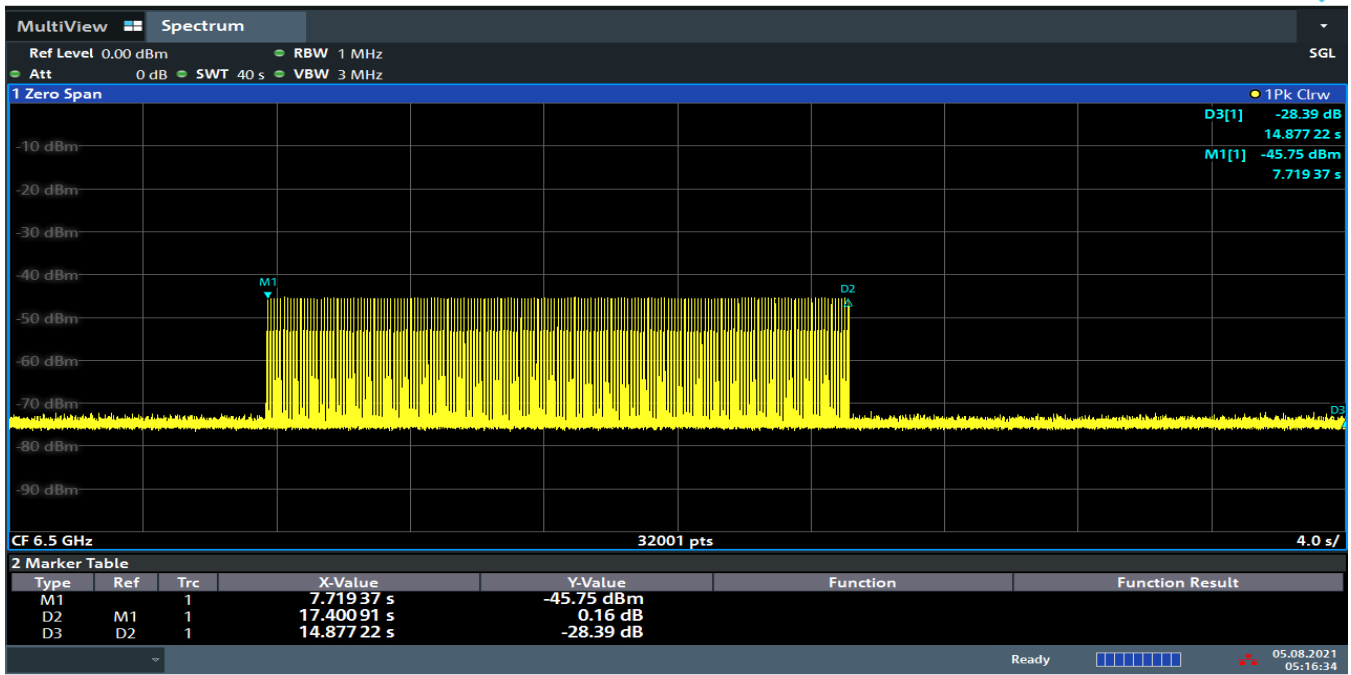 MultiView Spectrum
Ref Level 0.00 dBm RBW 1 MHz SGL
Att 0 dB SWT 40 s VBW 3 MHz
1 Zero Span 1Pk Clrw
D3[1] -28.39 dB
14.877 22 s
-10 dBm
M1[1] -45.75 dBm
7.719 37 s
-20 dBm
-30 dBm
-40 dBm
M1
D2
-50 dBm
-60 dBm
-70 dBm
D3
-80 dBm
-90 dBm
CF 6.5 GHz 32001 pts 4.0 s/
2 Marker Table
Type Ref Trc X-Value Y-Value Function Function Result
M1 1 7.719 37 s -45.75 dBm
D2 M1 1 17.400 91 s 0.16 dB
D3 D2 1 14.877 22 s -28.39 dB
Ready 05.08.2021
05:16:34